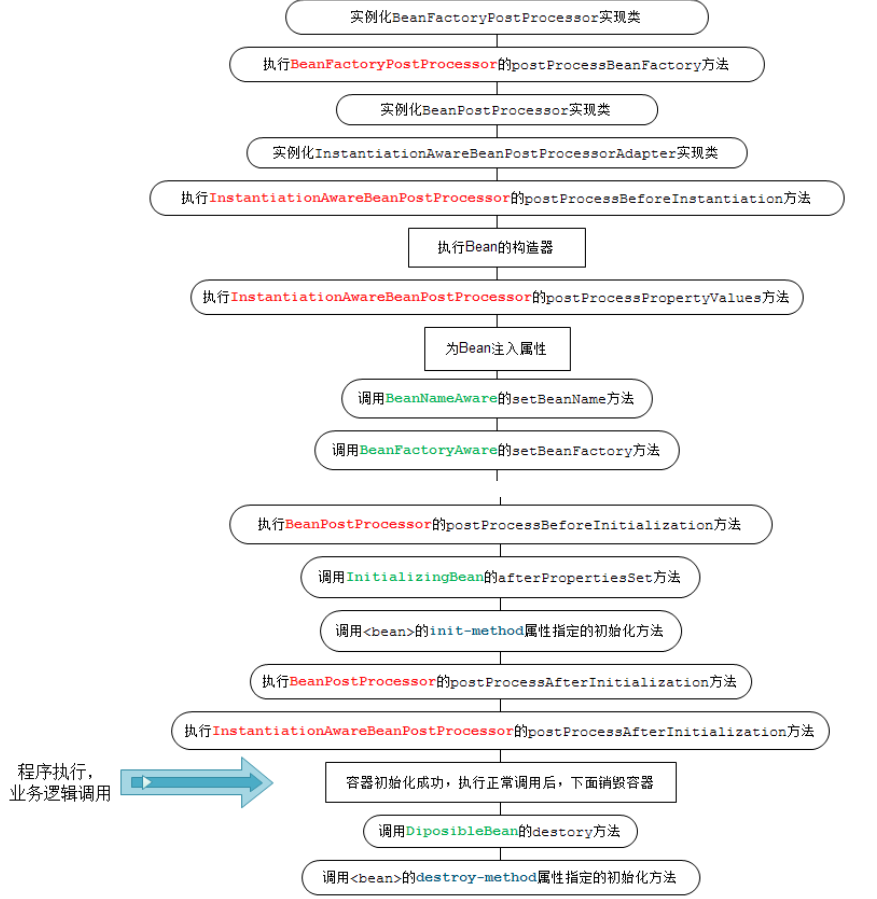 实例化BeanFactoryPostProcessor实现类
执行BeanFactoryPostProcessor的postProcessBeanFactory方法
实例化BeanPostProcessor实现类
实例化InstantiationAwareBeanPostProcessorAdapter实现类
执行InstantiationAwareBeanPostProcessor的postProcessBeforeInstantiation方法
执行Bean的构造器
执行InstantiationAwareBeanPostProcessor的postProcessPropertyValues方法
为Bean注入属性
调用BeanNameAware的setBeanName方法
调用BeanFactoryAware的setBeanFactory方法
执行BeanPostProcessor的postProcessBeforeInitialization方法
调用InitializingBean的afterPropertiesSet方法
调用<bean>的init-method属性指定的初始化方法
执行BeanPostProcessor的postProcessAfterInitialization方法
执行InstantiationAwareBeanPostProcessor的postProcessAfterInitialization方法
程序执行，
业务逻辑调用
容器初始化成功，执行正常调用后，下面销毁容器
调用DiposibleBean的destory方法
调用<bean>的destroy-method属性指定的初始化方法